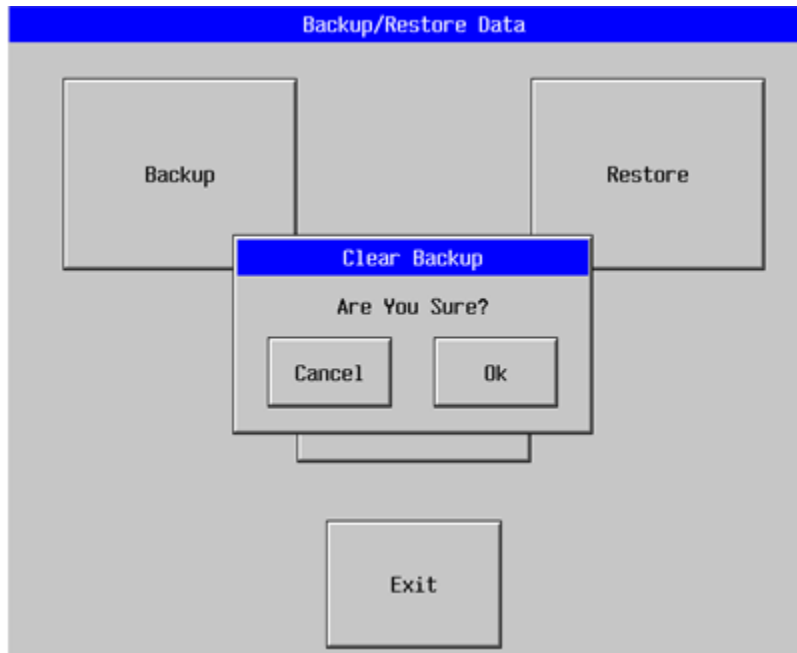 Backup/Restore Data
Backup
Restore
Clear Backup
Are You Sure?
Cancel
Ok
Exit